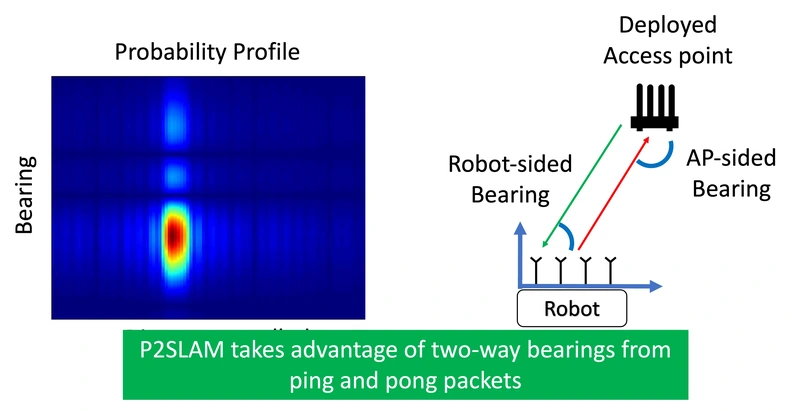 Probability Profile
Bearing
Deployed
Access point
Robot-sided
Bearing
AP-sided
Bearing
Robot
P2SLAM takes advantage of two-way bearings from
ping and pong packets